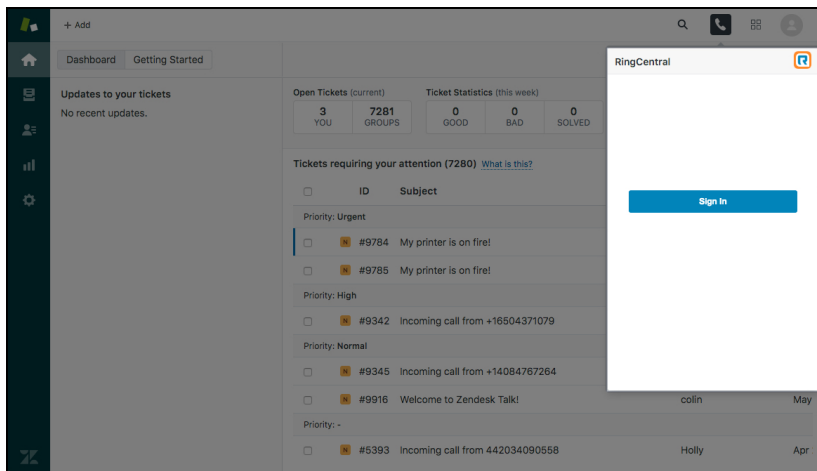 + Add
Dashboard Getting Started
RingCentral
Updates to your tickets
No recent updates.
Open Tickets (current) Ticket Statistics (this week)
3 7281 0 0 0
YOU GROUPS GOOD BAD SOLVED
Tickets requiring your attention (7280) What is this?
ID Subject
Sign In
Priority: Urgent
N #9784 My printer is on fire!
N #9785 My printer is on fire!
Priority: High
N #9342 Incoming call from +16504371079
Priority: Normal
N #9345 Incoming call from +14084767264
N #9916 Welcome to Zendesk Talk! colin May
Priority: -
N #5393 Incoming call from 442034090558 Holly Apr